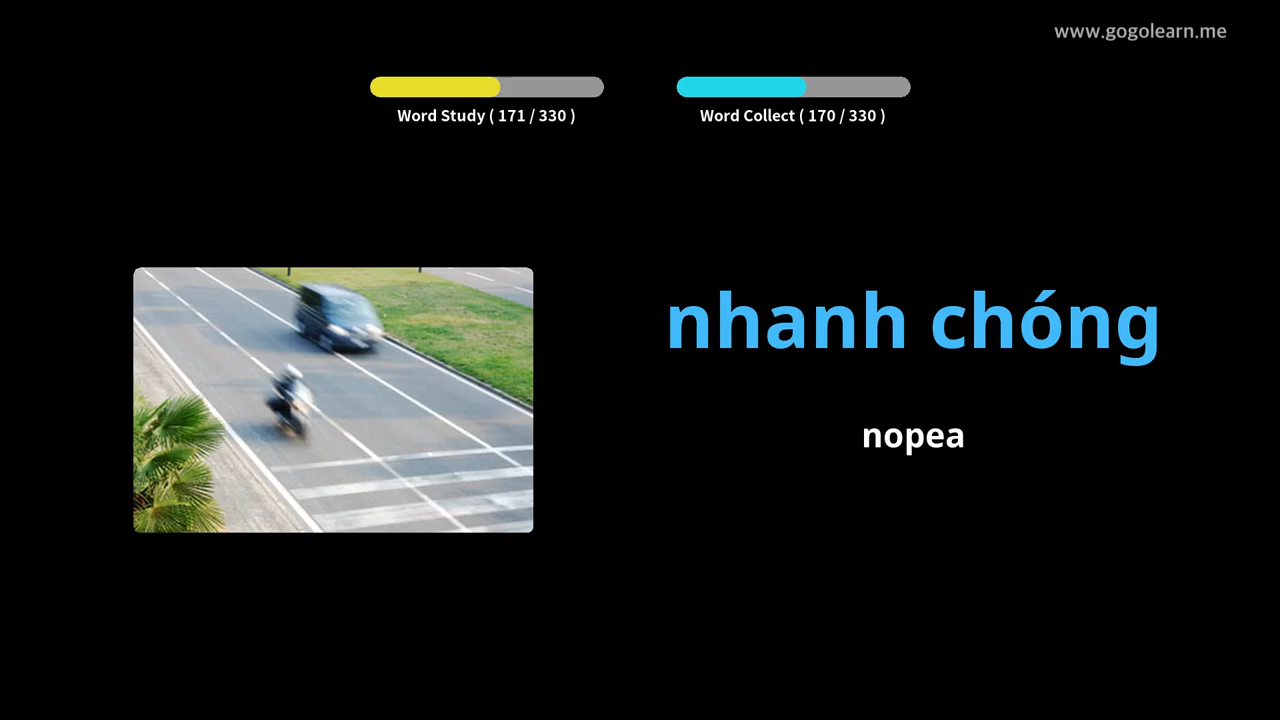 www.gogolearn.me
Word Study ( 171 / 330 )
Word Collect ( 170 / 330 )
nhanh chóng
nopea